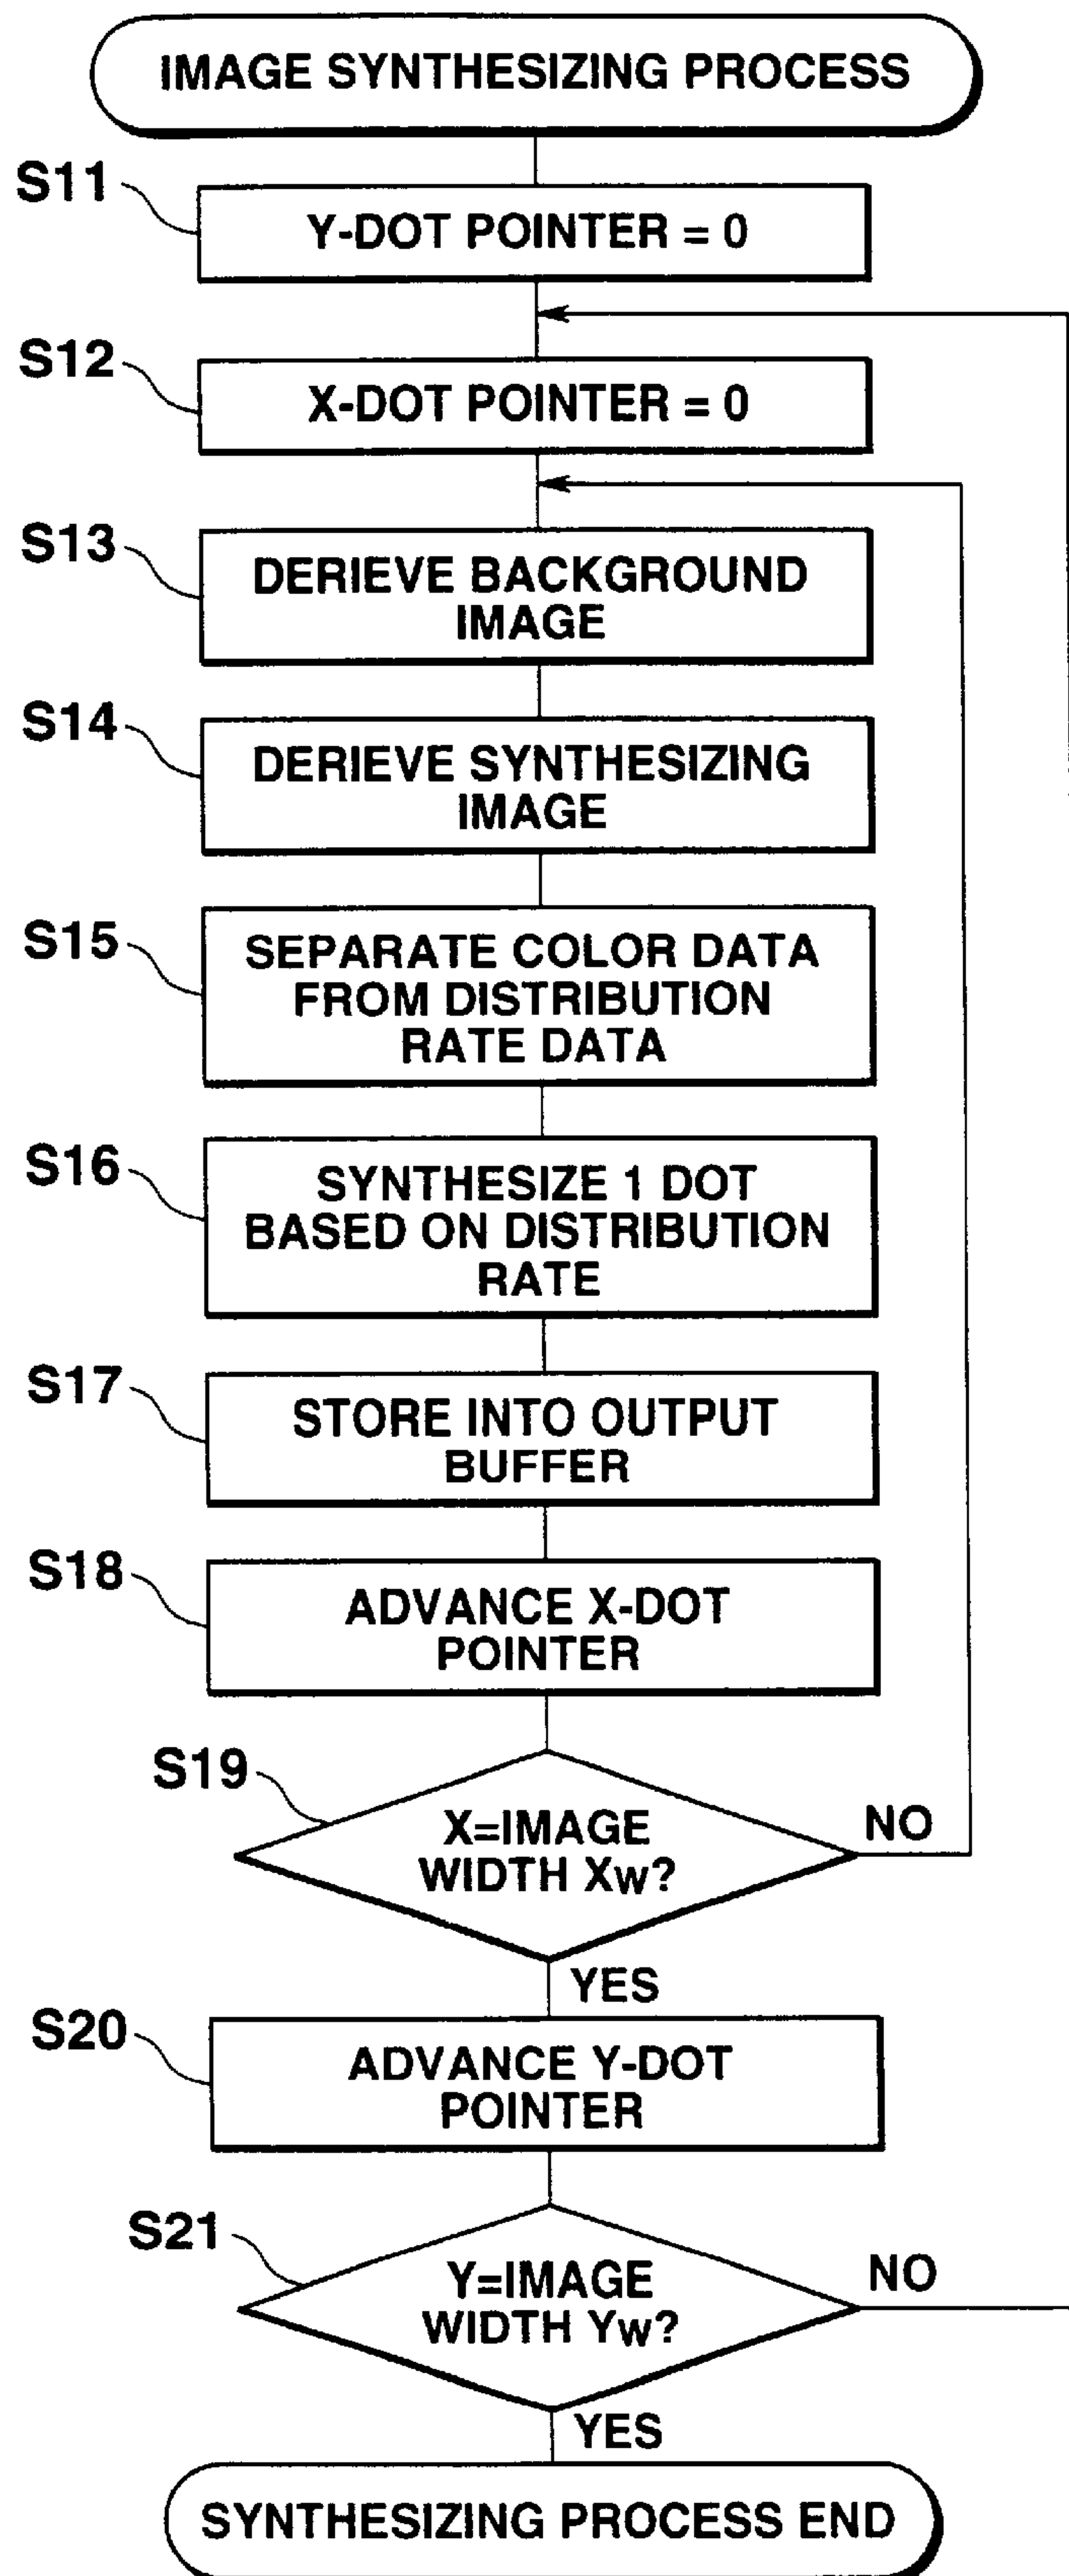 IMAGE SYNTHESIZING PROCESS
S11
Y-DOT POINTER = 0
S12
X-DOT POINTER = 0
S13
DERIEVE BACKGROUND
IMAGE
S14
DERIEVE SYNTHESIZING
IMAGE
S15
SEPARATE COLOR DATA
FROM DISTRIBUTION
RATE DATA
S16
SYNTHESIZE 1 DOT
BASED ON DISTRIBUTION
RATE
S17
STORE INTO OUTPUT
BUFFER
S18
ADVANCE X-DOT
POINTER
S19
X=IMAGE
WIDTH XW?
NO
YES
S20
ADVANCE Y-DOT
POINTER
S21
Y=IMAGE
WIDTH YW?
NO
YES
SYNTHESIZING PROCESS END